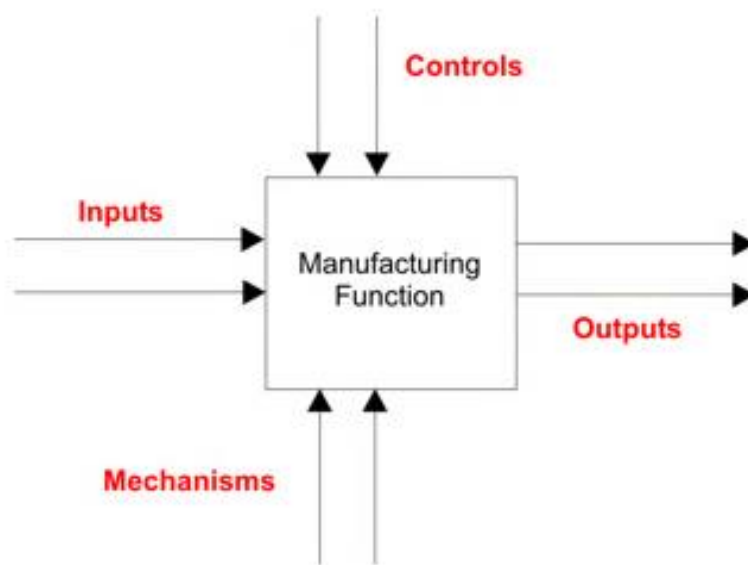 Controls
Inputs
Manufacturing
Function
Outputs
Mechanisms